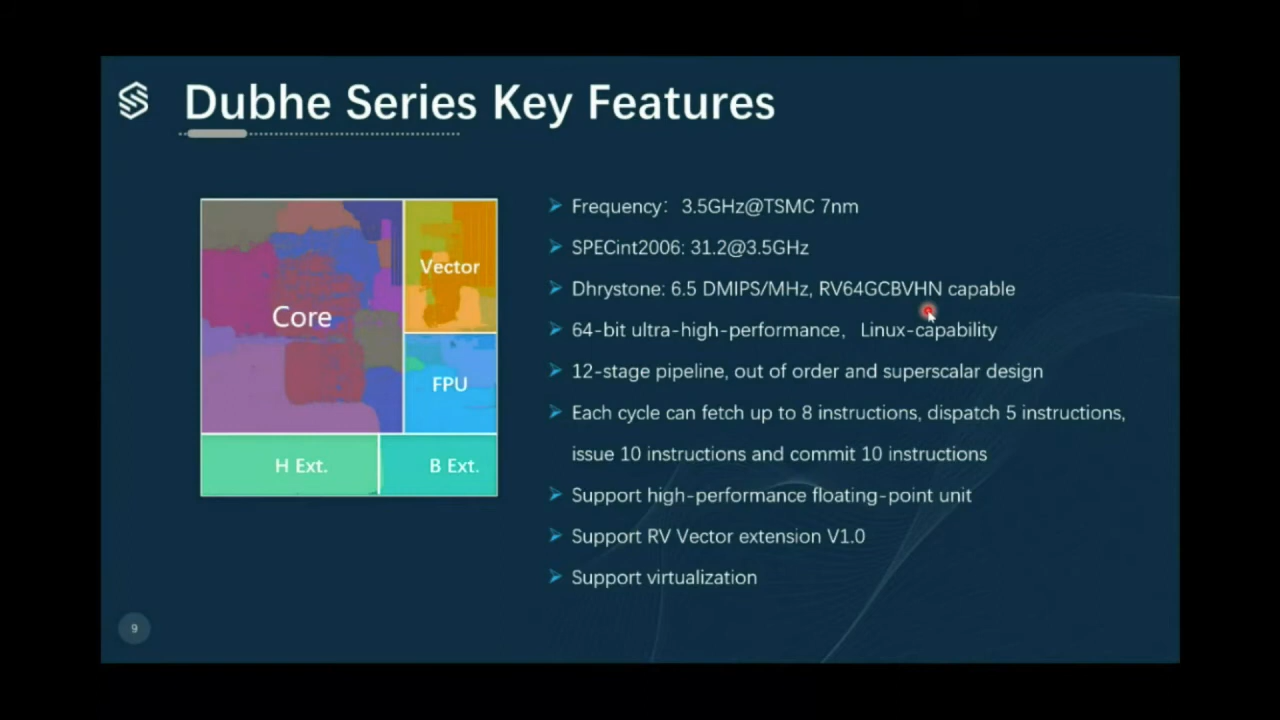 Dubhe Series Key Features
Core
Vector
FPU
H Ext.
B Ext.
Frequency： 3.5GHz@TSMC 7nm
SPECint2006: 31.2@3.5GHz
Dhrystone: 6.5 DMIPS/MHz, RV64GCBVHN capable
64-bit ultra-high-performance， Linux-capability
12-stage pipeline, out of order and superscalar design
Each cycle can fetch up to 8 instructions, dispatch 5 instructions,
issue 10 instructions and commit 10 instructions
Support high-performance floating-point unit
Support RV Vector extension V1.0
Support virtualization
9